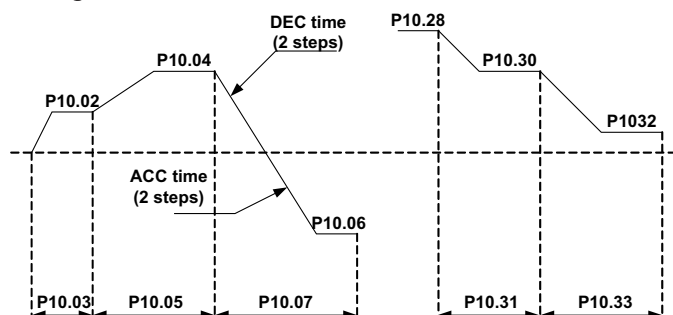 DEC time
(2 steps)
P10.28
P10.04
P10.30
P10.02
P1032
ACC time
(2 steps)
P10.06
P10.03
P10.05
P10.07
P10.31
P10.33